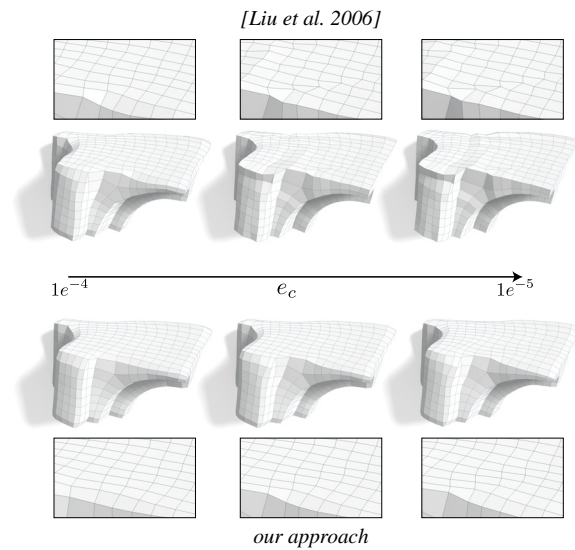 [Liu et al. 2006]
1e⁻⁴ e_c 1e⁻⁵
our approach